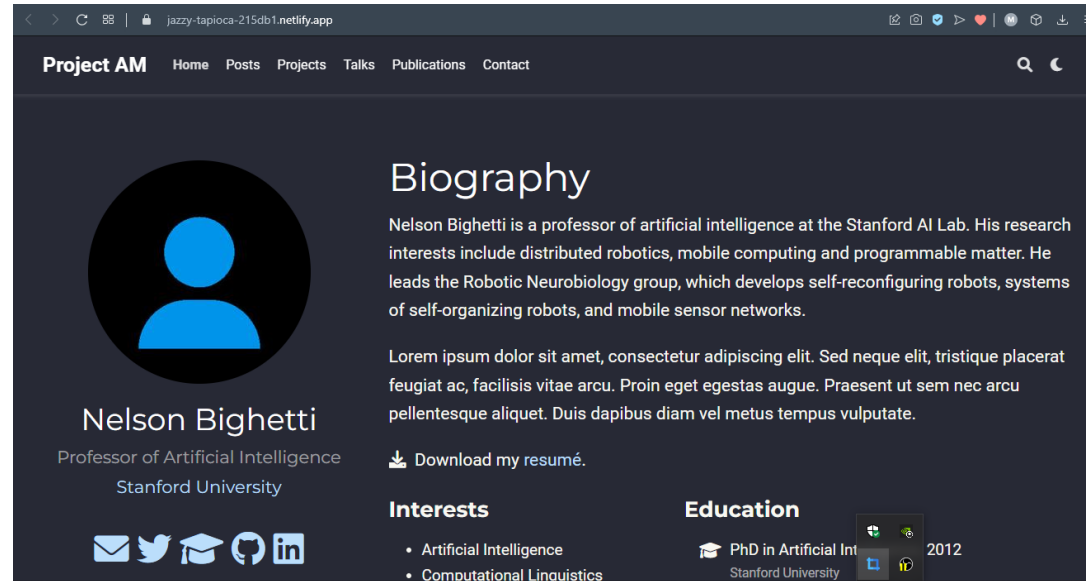 jazzy-tapioca-215db1.netlify.app
M
Project AM Home Posts Projects Talks Publications Contact
Biography
Nelson Bighetti is a professor of artificial intelligence at the Stanford AI Lab. His research
interests include distributed robotics, mobile computing and programmable matter. He
leads the Robotic Neurobiology group, which develops self-reconfiguring robots, systems
of self-organizing robots, and mobile sensor networks.
Lorem ipsum dolor sit amet, consectetur adipiscing elit. Sed neque elit, tristique placerat
feugiat ac, facilisis vitae arcu. Proin eget egestas augue. Praesent ut sem nec arcu
pellentesque aliquet. Duis dapibus diam vel metus tempus vulputate.
Download my resumé.
Nelson Bighetti
Professor of Artificial Intelligence
Stanford University
in
Interests
Artificial Intelligence
Computational Linguistics
Education
PhD in Artificial Int 2012
Stanford University